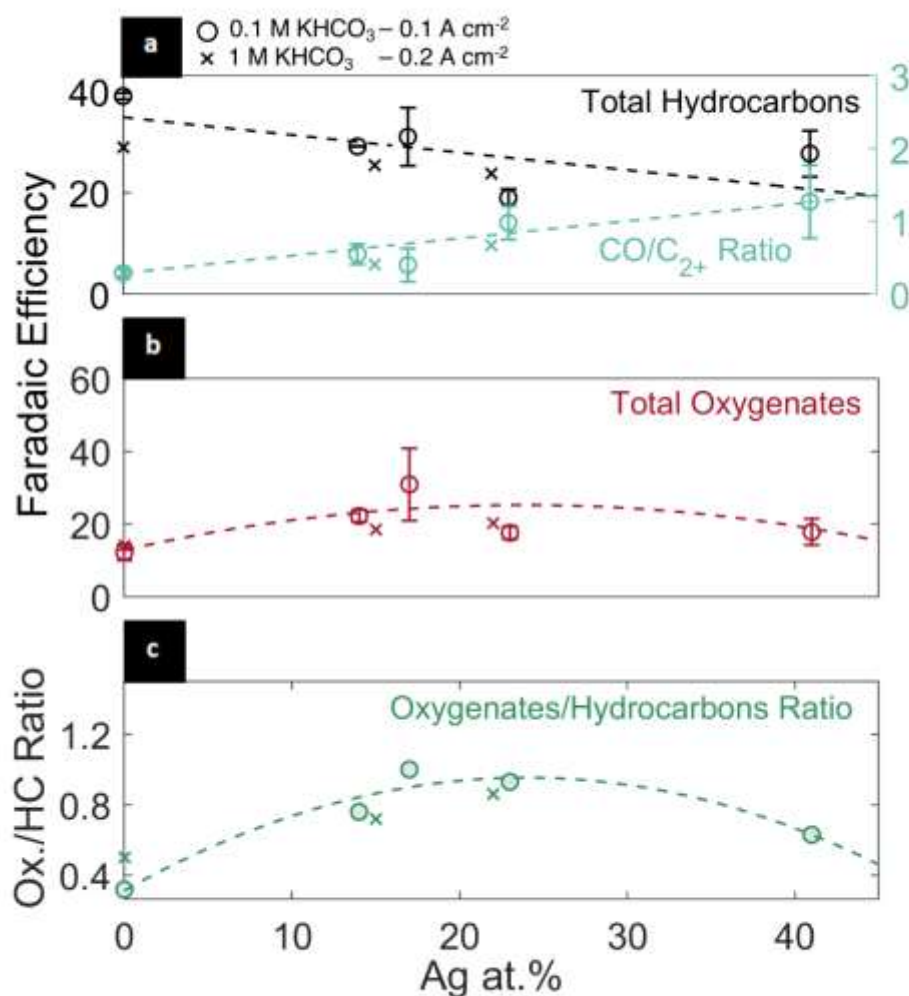 a
○ 0.1 M KHCO₃ – 0.1 A cm⁻²
× 1 M KHCO₃ – 0.2 A cm⁻²
Total Hydrocarbons
CO/C₂₊ Ratio
40
20
0
3
2
1
0
Faradaic Efficiency
b
Total Oxygenates
60
40
20
0
c
Oxygenates/Hydrocarbons Ratio
Ox./HC Ratio
1.2
0.8
0.4
0 10 20 30 40
Ag at.%